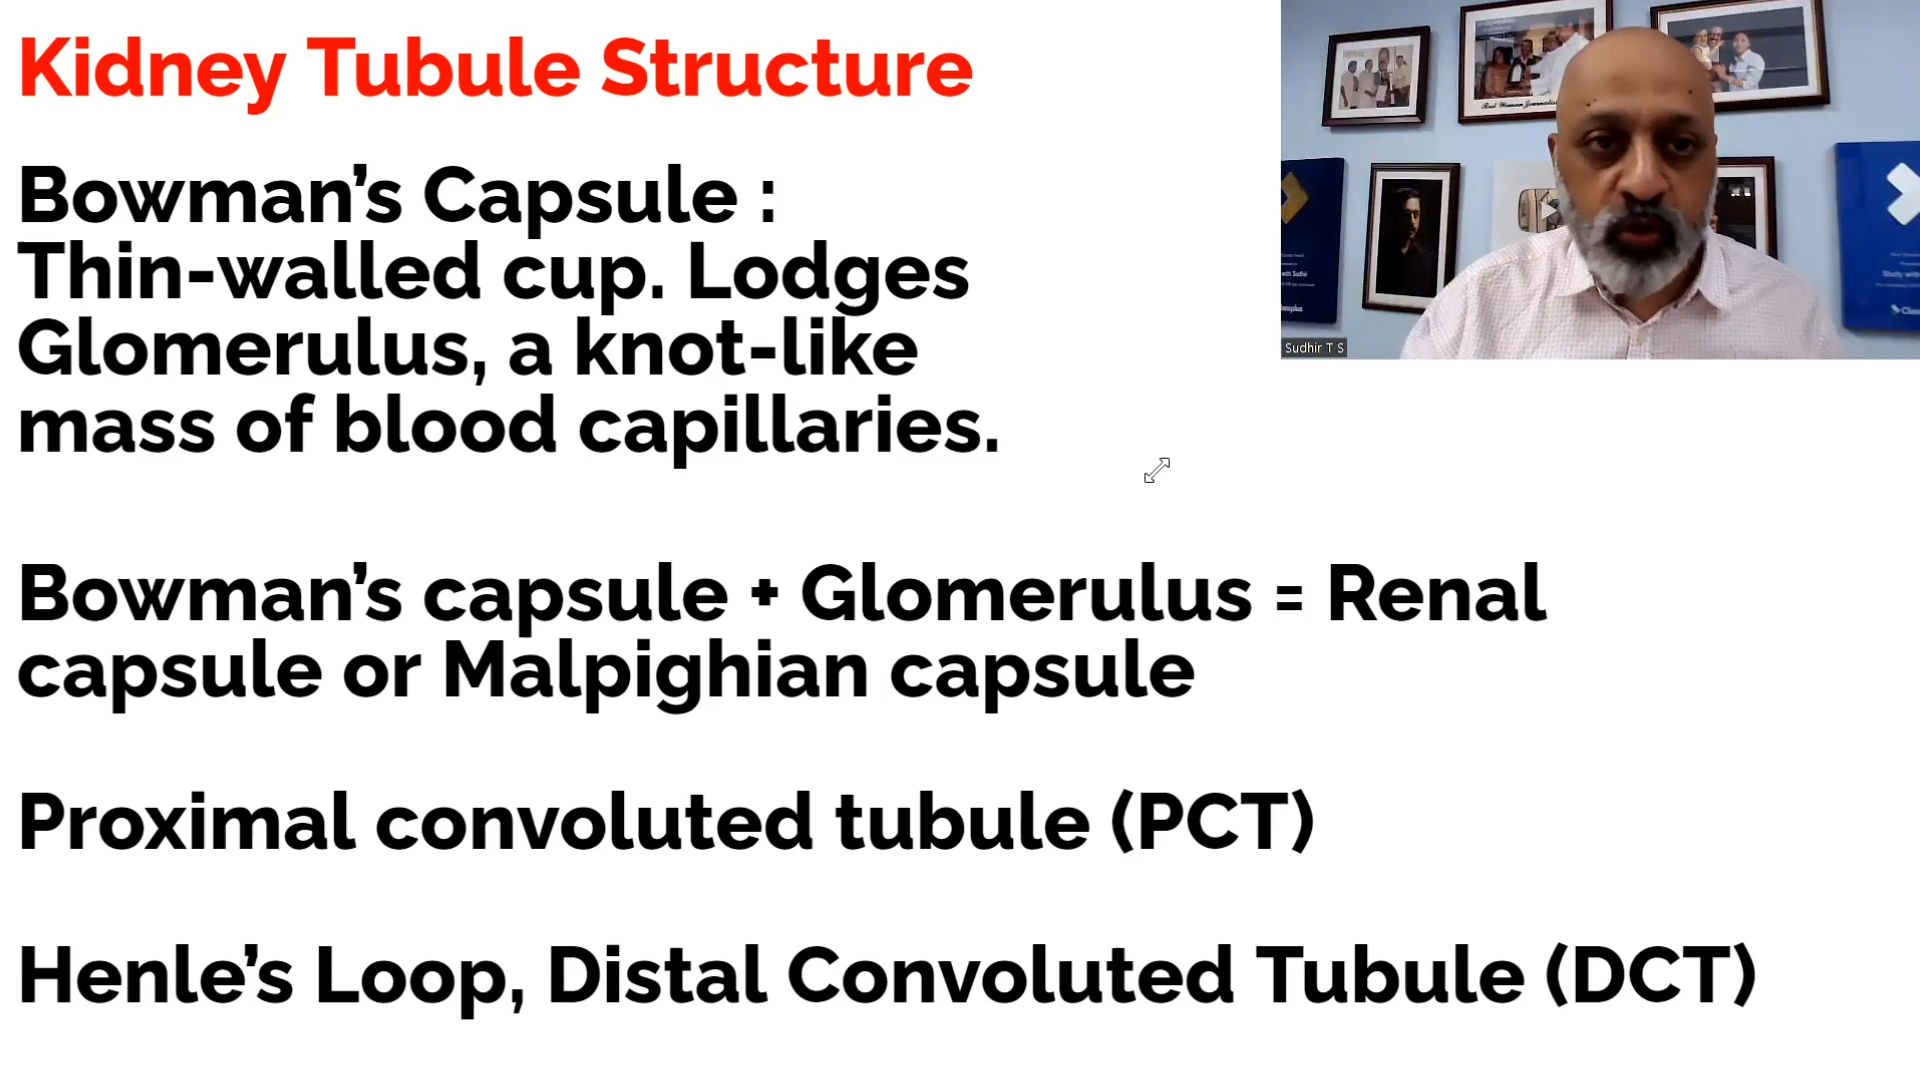 Kidney Tubule Structure
Bowman’s Capsule :
Thin-walled cup. Lodges
Glomerulus, a knot-like
mass of blood capillaries.
Bowman’s capsule + Glomerulus = Renal
capsule or Malpighian capsule
Proximal convoluted tubule (PCT)
Henle’s Loop, Distal Convoluted Tubule (DCT)
Sudhir T S